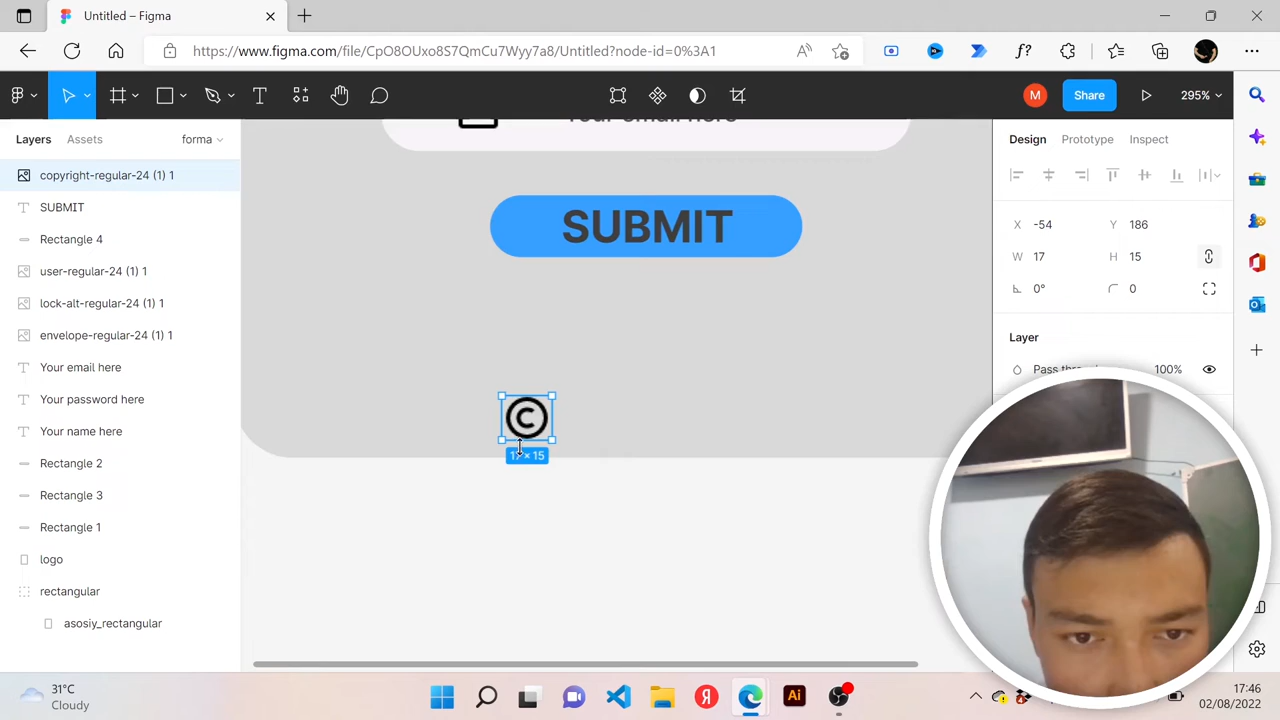 Untitled – Figma
https://www.figma.com/file/CpO8OUxo8S7QmCu7Wyy7a8/Untitled?node-id=0%3A1
M
Share
295%
Layers
Assets
forma
Design
Prototype
Inspect
copyright-regular-24 (1) 1
SUBMIT
Rectangle 4
user-regular-24 (1) 1
lock-alt-regular-24 (1) 1
envelope-regular-24 (1) 1
Your email here
Your password here
Your name here
Rectangle 2
Rectangle 3
Rectangle 1
logo
rectangular
asosiy_rectangular
Your email here
SUBMIT
©
X -54
Y 186
W 17
H 15
0°
0
Layer
100%
31°C
Cloudy
17:46
02/08/2022